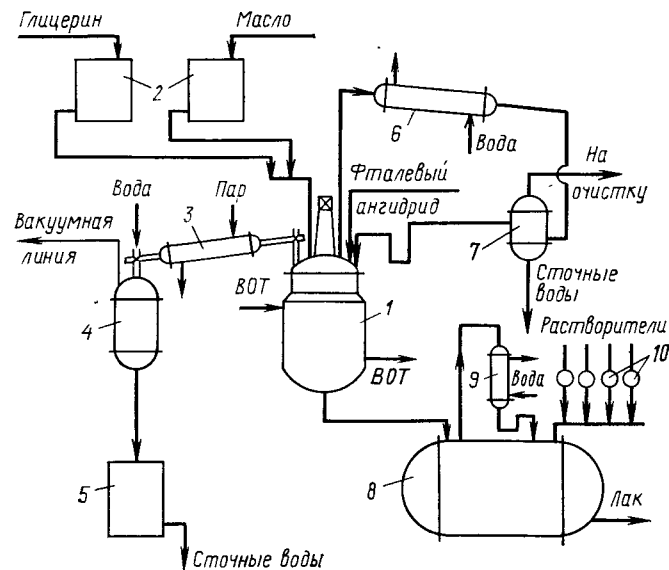 Глицерин
Масло
2
6
Вода
На
очистку
Фталевый
ангидрид
Вода
Пар
3
Вакуумная
линия
7
4
ВОТ
1
ВОТ
Сточные
воды
Растворители
10
9
Вода
5
8
Лак
Сточные воды